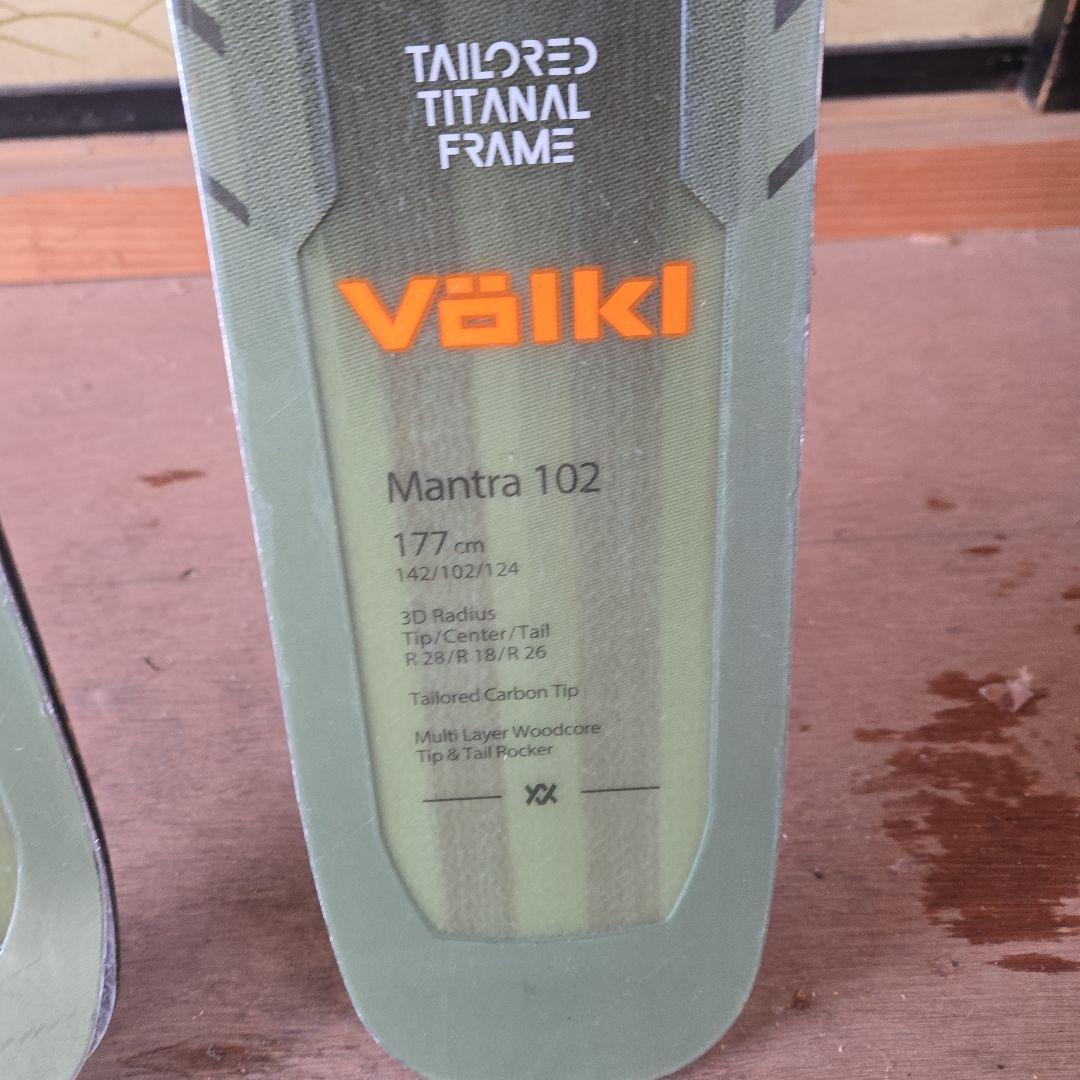 TAILORED
TITANAL
FRAME
Völkl
Mantra 102
177 cm
142/102/124
3D Radius
Tip/Center/Tail
R 28/R 18/R 26
Tailored Carbon Tip
Multi Layer Woodcore
Tip & Tail Rocker